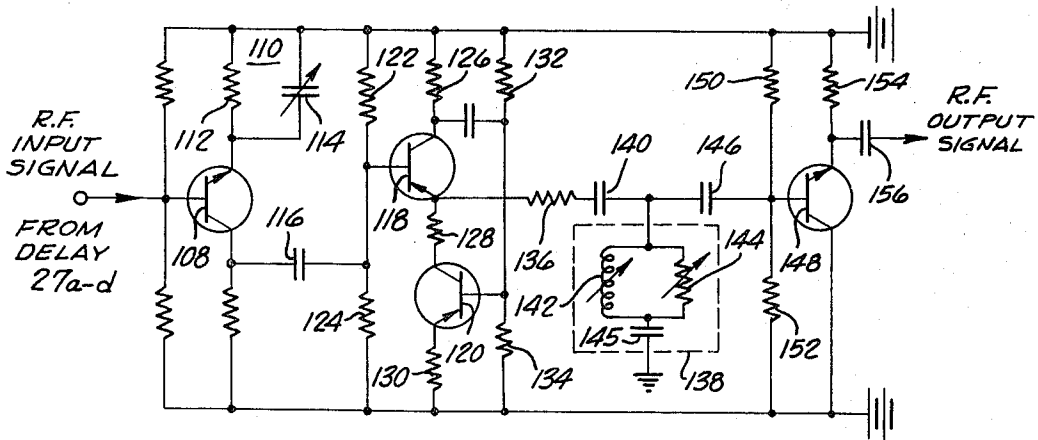 110
122
126
132
150
154
R.F.
INPUT
SIGNAL
112
114
R.F.
OUTPUT
SIGNAL
140
146
118
156
FROM
DELAY
27a-d
108
116
128
136
142
144
148
124
120
145
152
130
134
138